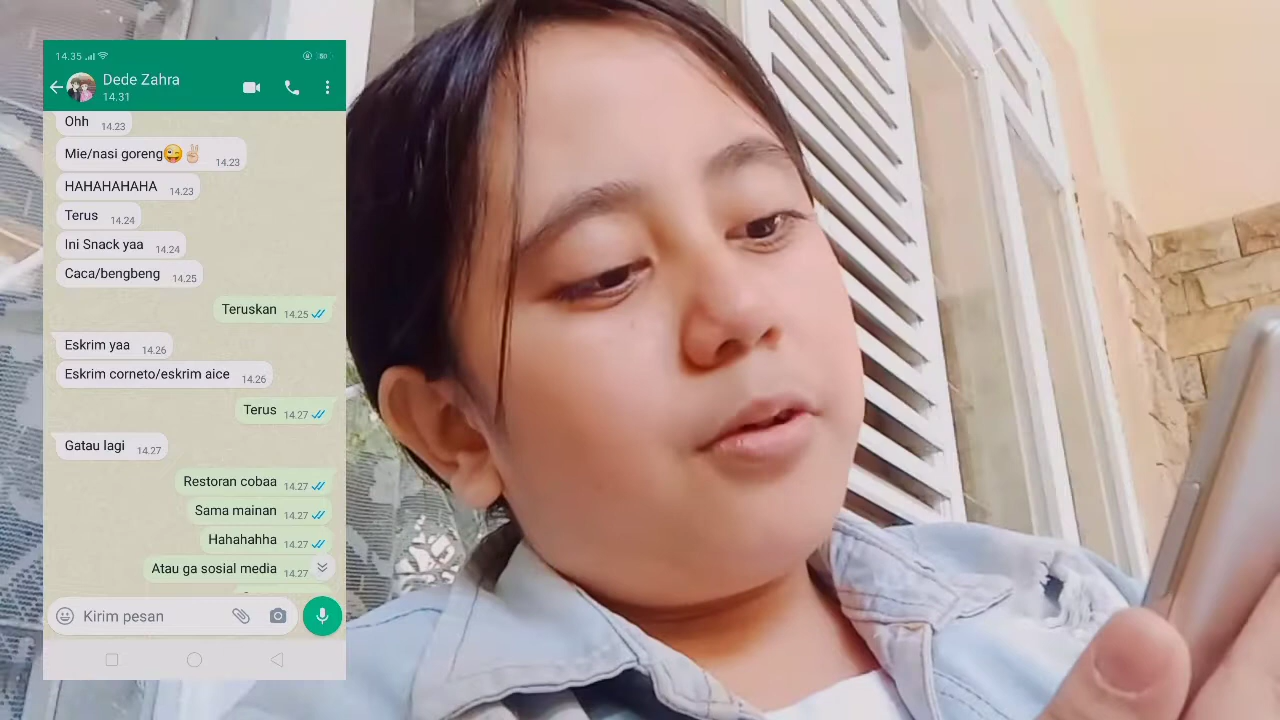 14.35
50
Dede Zahra
14.31
Ohh 14.23
Mie/nasi goreng😜✌🏻 14.23
HAHAHAHAHA 14.23
Terus 14.24
Ini Snack yaa 14.24
Caca/bengbeng 14.25
Teruskan 14.25
Eskrim yaa 14.26
Eskrim corneto/eskrim aice 14.26
Terus 14.27
Gatau lagi 14.27
Restoran cobaa 14.27
Sama mainan 14.27
Hahahahha 14.27
Atau ga sosial media 14.27
Kirim pesan